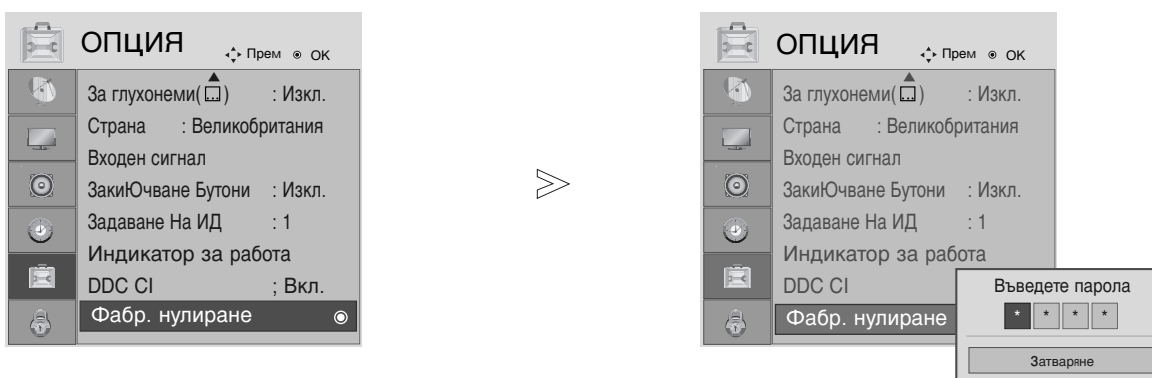 ОПЦИЯ Прем OK
За глухонеми( ) : Изкл.
Страна : Великобритания
Входен сигнал
ЗакиЮчване Бутони : Изкл.
Задаване На ИД : 1
Индикатор за работа
DDC CI ; Вкл.
Фабр. нулиране
ОПЦИЯ Прем OK
За глухонеми( ) : Изкл.
Страна : Великобритания
Входен сигнал
ЗакиЮчване Бутони : Изкл.
Задаване На ИД : 1
Индикатор за работа
DDC CI
Фабр. нулиране
Въведете парола
* * * *
Затваряне